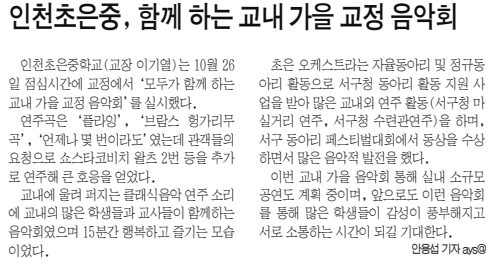 인천초은중, 함께 하는 교내 가을 교정 음악회
인천초은중학교(교장 이기열)는 10월 26
일 점심시간에 교정에서 '모두가 함께 하는
교내 가을 교정 음악회'를 실시했다.
연주곡은 '플라잉', '브람스 헝가리무
곡', '언제나 몇 번이라도'였는데 관객들의
요청으로 쇼스타코비치 왈츠 2번 등을 추가
로 연주해 큰 호응을 얻었다.
교내에 울려 퍼지는 클래식음악 연주 소리
에 교내의 많은 학생들과 교사들이 함께하는
음악회였으며 15분간 행복하고 즐기는 모습
이었다.
초은 오케스트라는 자율동아리 및 정규동
아리 활동으로 서구청 동아리 활동 지원 사
업을 받아 많은 교내외 연주 활동(서구청 마
실거리 연주, 서구청 수련관연주)을 하며,
서구 동아리 페스티벌대회에서 동상을 수상
하면서 많은 음악적 발전을 했다.
이번 교내 가을 음악회 통해 실내 소규모
공연도 계획 중이며, 앞으로도 이런 음악회
를 통해 많은 학생들이 감성이 풍부해지고
서로 소통하는 시간이 되길 기대한다.
안용섭 기자 ays@